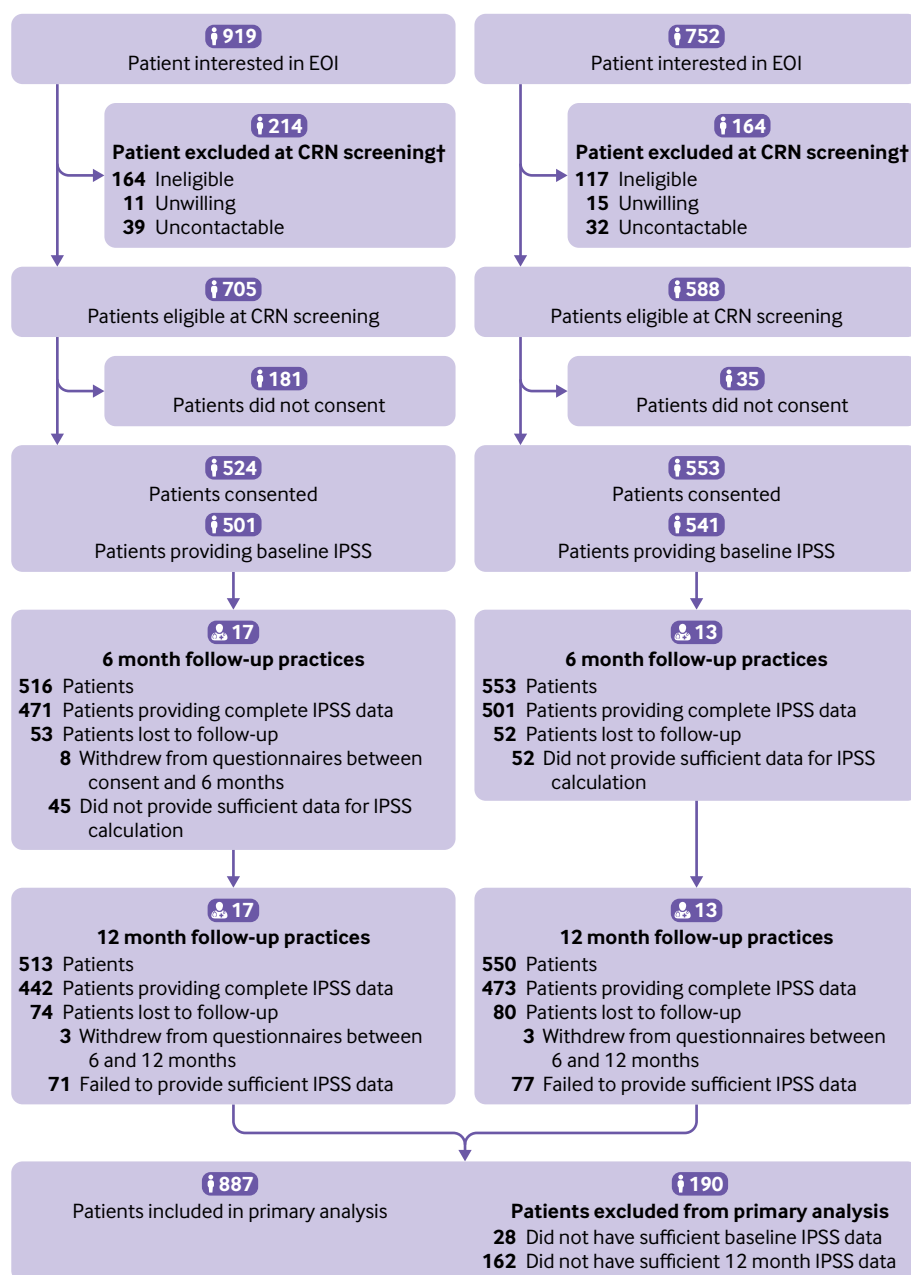 919
Patient interested in EOI
214
Patient excluded at CRN screening†
164 Ineligible
11 Unwilling
39 Uncontactable
705
Patients eligible at CRN screening
181
Patients did not consent
524
Patients consented
501
Patients providing baseline IPSS
17
6 month follow-up practices
516 Patients
471 Patients providing complete IPSS data
53 Patients lost to follow-up
8 Withdrew from questionnaires between
consent and 6 months
45 Did not provide sufficient data for IPSS
calculation
17
12 month follow-up practices
513 Patients
442 Patients providing complete IPSS data
74 Patients lost to follow-up
3 Withdrew from questionnaires between
6 and 12 months
71 Failed to provide sufficient IPSS data
752
Patient interested in EOI
164
Patient excluded at CRN screening†
117 Ineligible
15 Unwilling
32 Uncontactable
588
Patients eligible at CRN screening
35
Patients did not consent
553
Patients consented
541
Patients providing baseline IPSS
13
6 month follow-up practices
553 Patients
501 Patients providing complete IPSS data
52 Patients lost to follow-up
52 Did not provide sufficient data for IPSS
calculation
13
12 month follow-up practices
550 Patients
473 Patients providing complete IPSS data
80 Patients lost to follow-up
3 Withdrew from questionnaires between
6 and 12 months
77 Failed to provide sufficient IPSS data
887
Patients included in primary analysis
190
Patients excluded from primary analysis
28 Did not have sufficient baseline IPSS data
162 Did not have sufficient 12 month IPSS data